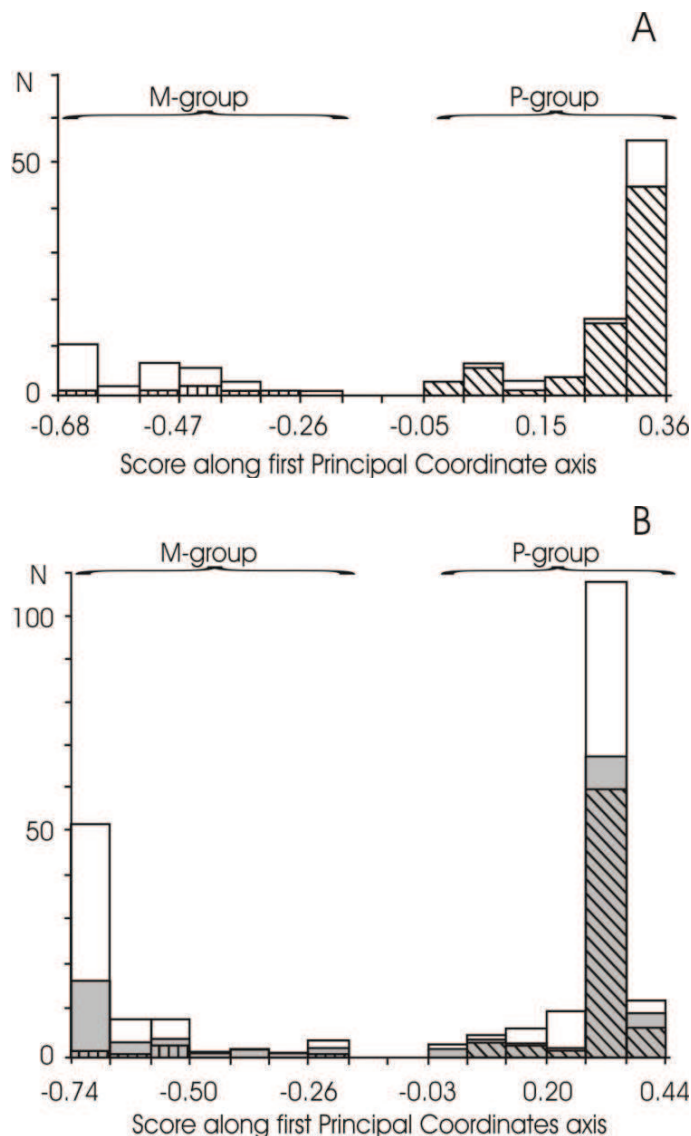 A
N
M-group P-group
50
0
-0.68 -0.47 -0.26 -0.05 0.15 0.36
Score along first Principal Coordinate axis
B
M-group P-group
N
100
50
0
-0.74 -0.50 -0.26 -0.03 0.20 0.44
Score along first Principal Coordinates axis